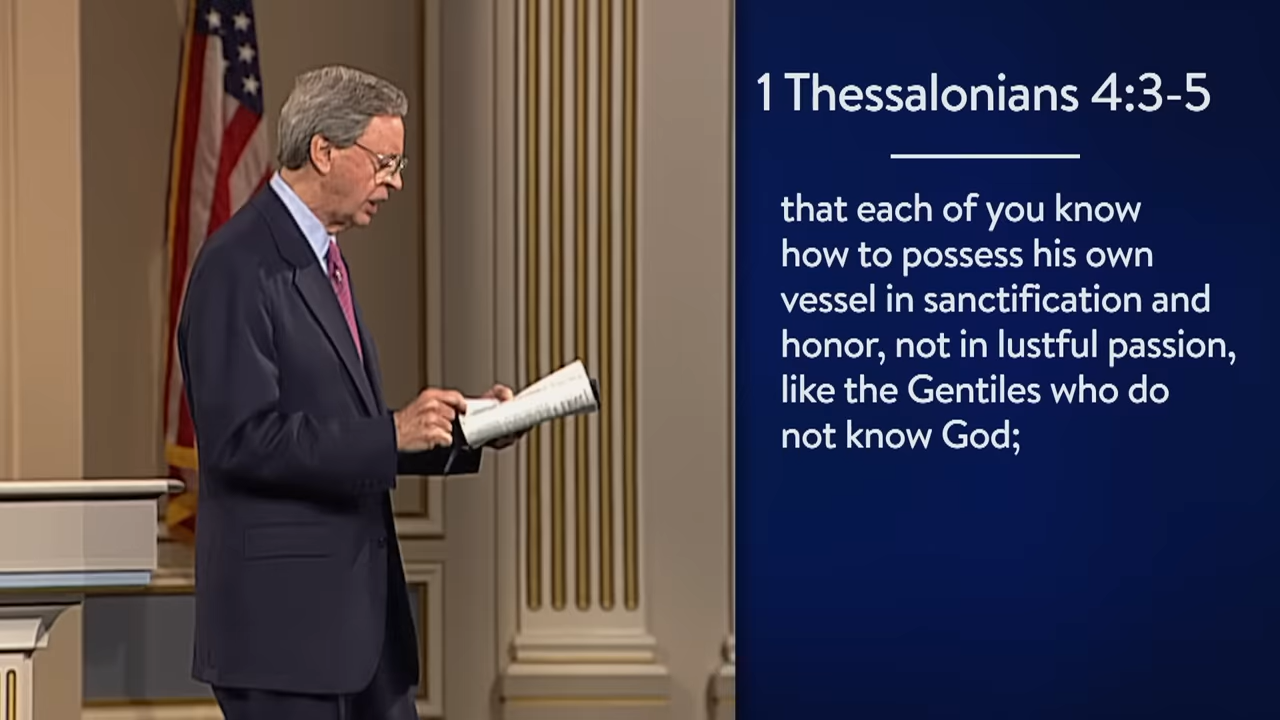 1 Thessalonians 4:3-5
that each of you know
how to possess his own
vessel in sanctification and
honor, not in lustful passion,
like the Gentiles who do
not know God;